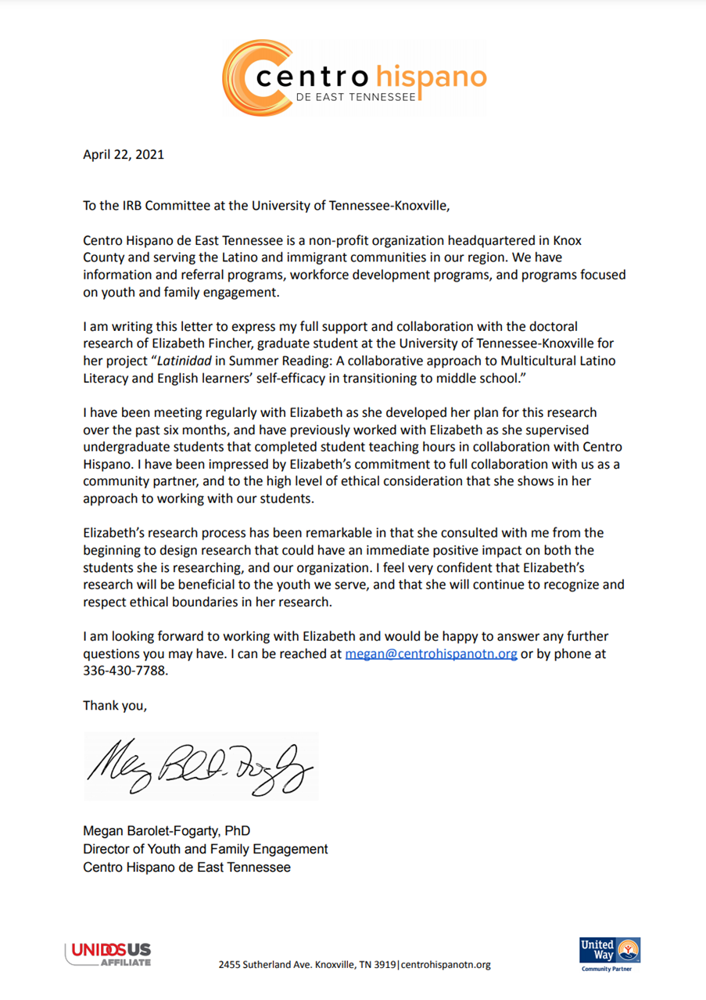 centro hispano
DE EAST TENNESSEE
April 22, 2021
To the IRB Committee at the University of Tennessee-Knoxville,
Centro Hispano de East Tennessee is a non-profit organization headquartered in Knox
County and serving the Latino and immigrant communities in our region. We have
information and referral programs, workforce development programs, and programs focused
on youth and family engagement.
I am writing this letter to express my full support and collaboration with the doctoral
research of Elizabeth Fincher, graduate student at the University of Tennessee-Knoxville for
her project “Latinidad in Summer Reading: A collaborative approach to Multicultural Latino
Literacy and English learners’ self-efficacy in transitioning to middle school.”
I have been meeting regularly with Elizabeth as she developed her plan for this research
over the past six months, and have previously worked with Elizabeth as she supervised
undergraduate students that completed student teaching hours in collaboration with Centro
Hispano. I have been impressed by Elizabeth’s commitment to full collaboration with us as a
community partner, and to the high level of ethical consideration that she shows in her
approach to working with our students.
Elizabeth’s research process has been remarkable in that she consulted with me from the
beginning to design research that could have an immediate positive impact on both the
students she is researching, and our organization. I feel very confident that Elizabeth’s
research will be beneficial to the youth we serve, and that she will continue to recognize and
respect ethical boundaries in her research.
I am looking forward to working with Elizabeth and would be happy to answer any further
questions you may have. I can be reached at megan@centrohispanotn.org or by phone at
336-430-7788.
Thank you,
Megan Barolet-Fogarty, PhD
Director of Youth and Family Engagement
Centro Hispano de East Tennessee
UNIDOSUS
AFFILIATE
2455 Sutherland Ave. Knoxville, TN 3919|centrohispanotn.org
United
Way
Community Partner